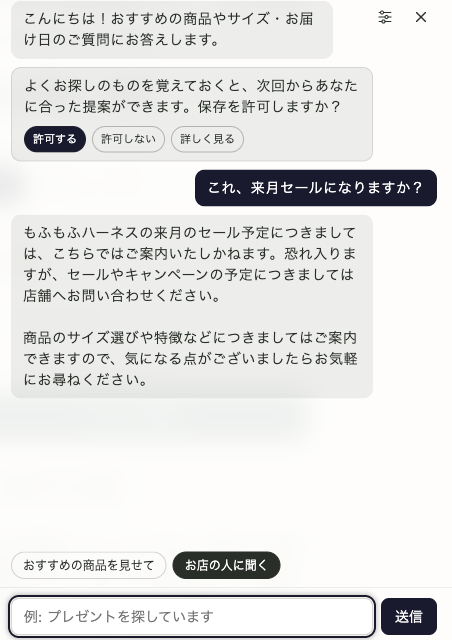 こんにちは！おすすめの商品やサイズ・お届
け日のご質問にお答えします。
よくお探しのものを覚えておくと、次回からあなた
に合った提案ができます。保存を許可しますか？
許可する 許可しない 詳しく見る
これ、来月セールになりますか？
もふもふハーネスの来月のセール予定につきまして
は、こちらではご案内いたしかねます。恐れ入りま
すが、セールやキャンペーンの予定につきましては
店舗へお問い合わせください。
商品のサイズ選びや特徴などにつきましてはご案内
できますので、気になる点がございましたらお気軽
にお尋ねください。
おすすめの商品を見せて お店の人に聞く
例: プレゼントを探しています 送信